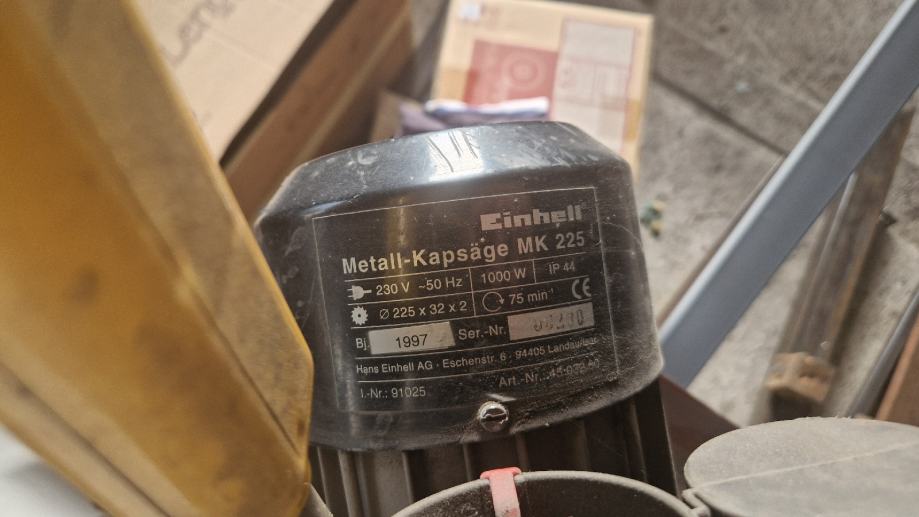 Einhell
Metall-Kapsäge MK 225
230 V ~50 Hz 1000 W IP 44
Ø 225 x 32 x 2 75 min⁻¹ CE
Bj. 1997 Ser.-Nr.
Hans Einhell AG · Eschenstr. 6 · 94405 Landau/Isar
I.-Nr.: 91025 Art.-Nr.: